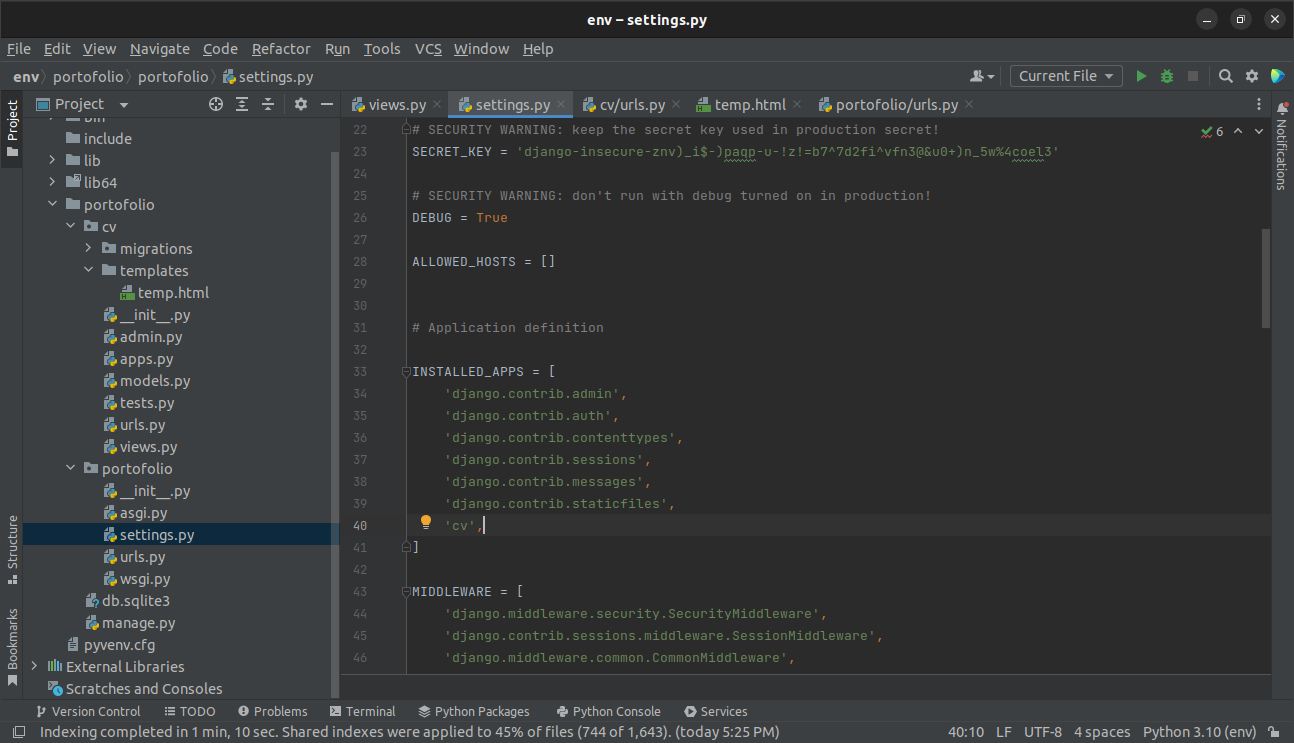 env – settings.py
File Edit View Navigate Code Refactor Run Tools VCS Window Help
env portofolio portofolio settings.py
Current File
Project
Project
views.py
settings.py
cv/urls.py
temp.html
portofolio/urls.py
Notifications
bin
include
lib
lib64
portofolio
cv
migrations
templates
temp.html
__init__.py
admin.py
apps.py
models.py
tests.py
urls.py
views.py
portofolio
__init__.py
asgi.py
settings.py
urls.py
wsgi.py
db.sqlite3
manage.py
pyvenv.cfg
External Libraries
Scratches and Consoles
Structure
Bookmarks
6
22 # SECURITY WARNING: keep the secret key used in production secret!
23 SECRET_KEY = 'django-insecure-znv)_i$-)paqp-u-!z!=b7^7d2fi^vfn3@&u0+)n_5w%4coel3'
24
25 # SECURITY WARNING: don't run with debug turned on in production!
26 DEBUG = True
27
28 ALLOWED_HOSTS = []
29
30
31 # Application definition
32
33 INSTALLED_APPS = [
34 'django.contrib.admin',
35 'django.contrib.auth',
36 'django.contrib.contenttypes',
37 'django.contrib.sessions',
38 'django.contrib.messages',
39 'django.contrib.staticfiles',
40 'cv',
41 ]
42
43 MIDDLEWARE = [
44 'django.middleware.security.SecurityMiddleware',
45 'django.contrib.sessions.middleware.SessionMiddleware',
46 'django.middleware.common.CommonMiddleware',
Version Control TODO Problems Terminal Python Packages Python Console Services
Indexing completed in 1 min, 10 sec. Shared indexes were applied to 45% of files (744 of 1,643). (today 5:25 PM) 40:10 LF UTF-8 4 spaces Python 3.10 (env)